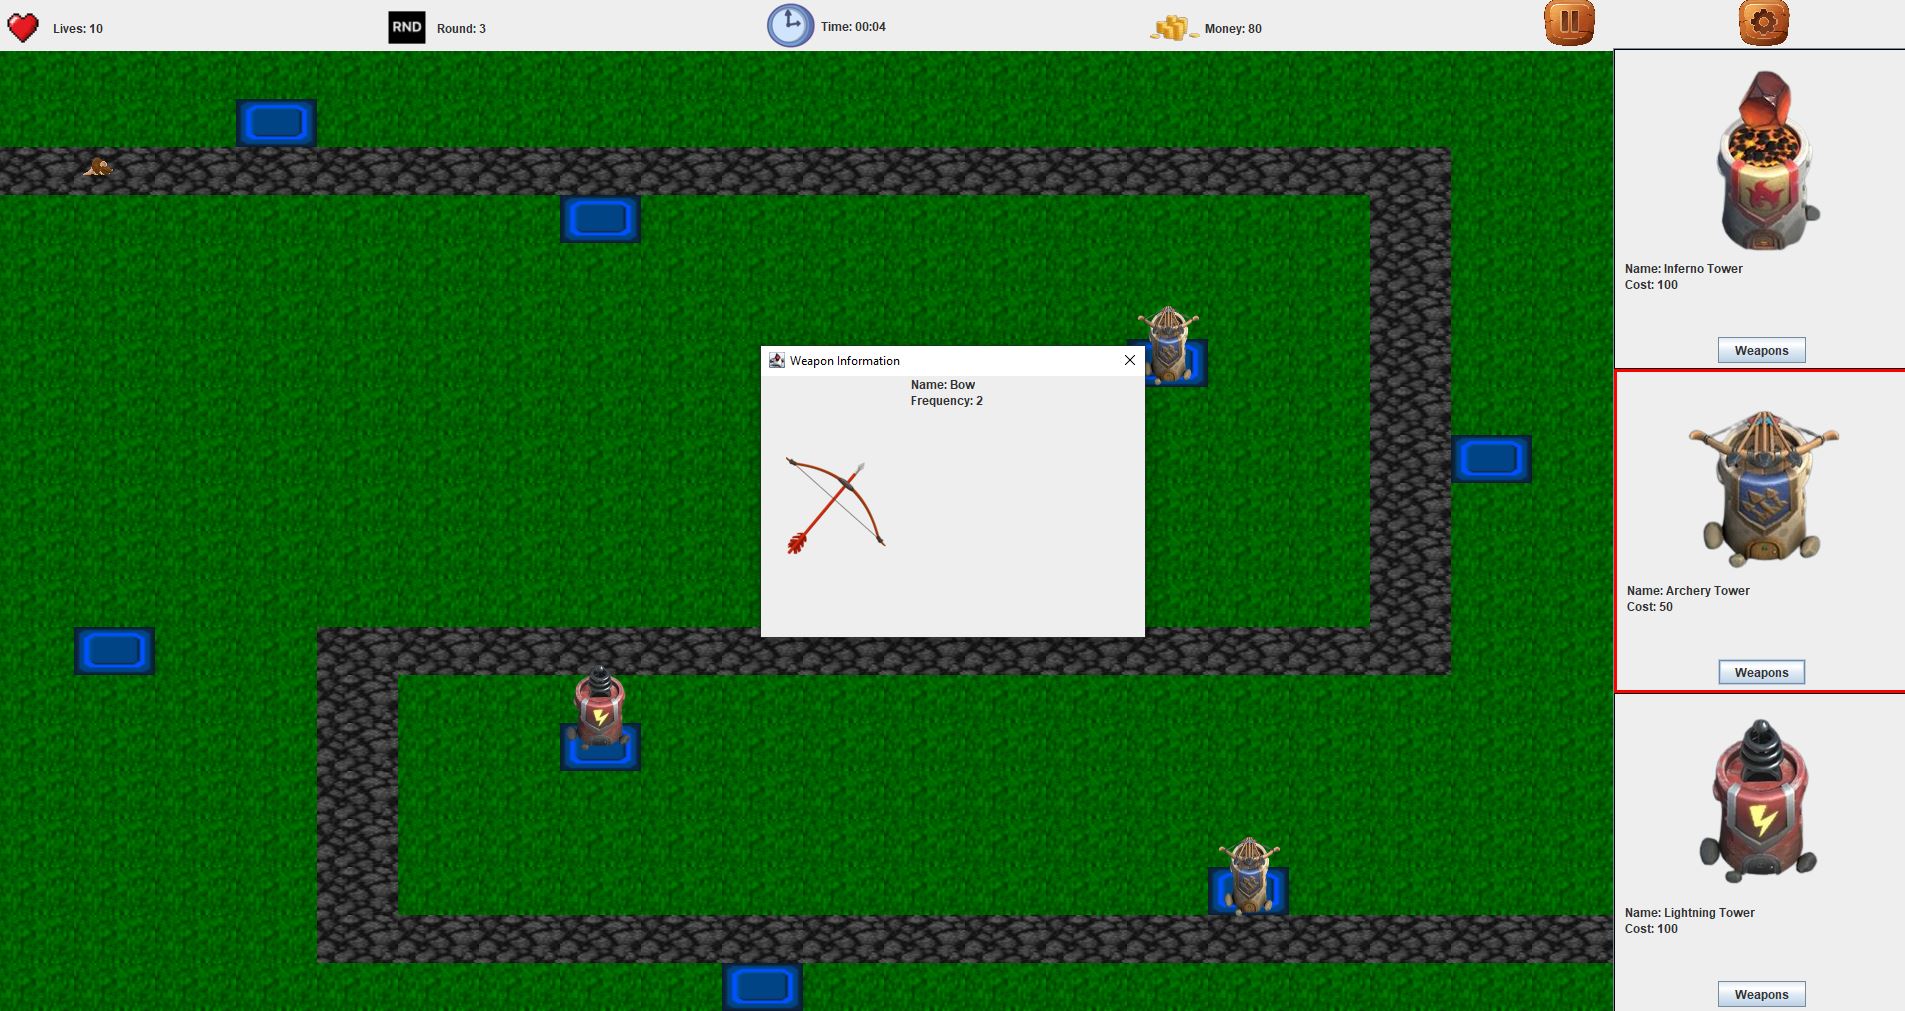 Lives: 10
RND
Round: 3
Time: 00:04
Money: 80
Name: Inferno Tower
Cost: 100
Weapons
Weapon Information
Name: Bow
Frequency: 2
Name: Archery Tower
Cost: 50
Weapons
Name: Lightning Tower
Cost: 100
Weapons